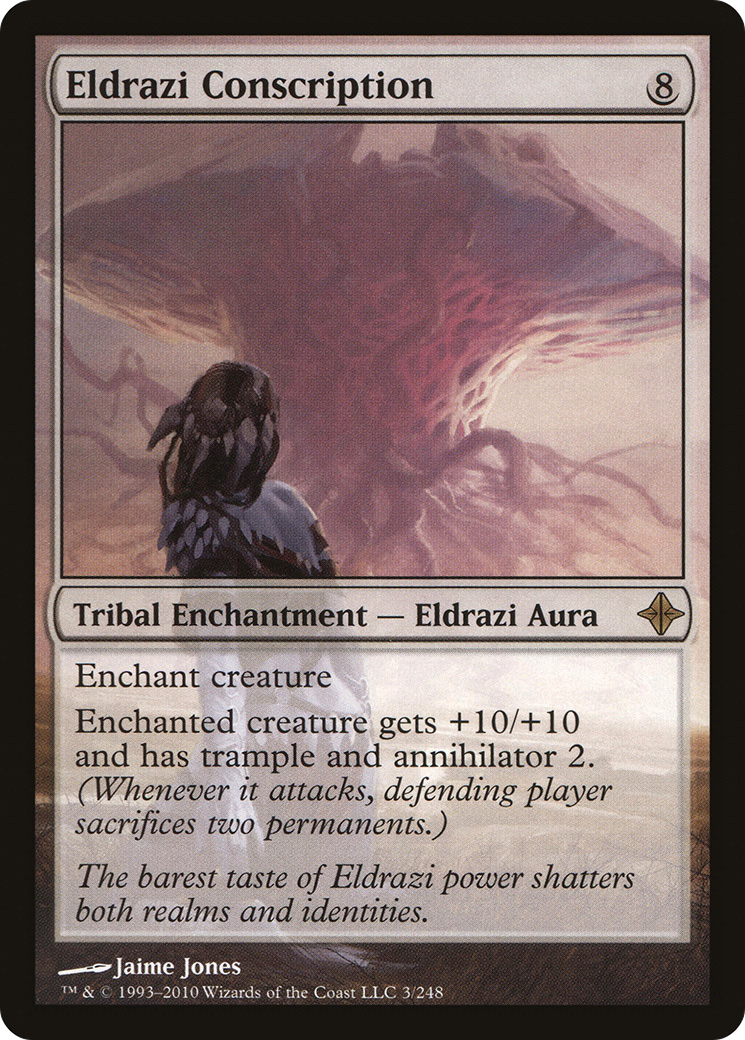 Eldrazi Conscription 8
Tribal Enchantment — Eldrazi Aura
Enchant creature
Enchanted creature gets +10/+10
and has trample and annihilator 2.
(Whenever it attacks, defending player
sacrifices two permanents.)
The barest taste of Eldrazi power shatters
both realms and identities.
Jaime Jones
™ & © 1993–2010 Wizards of the Coast LLC 3/248